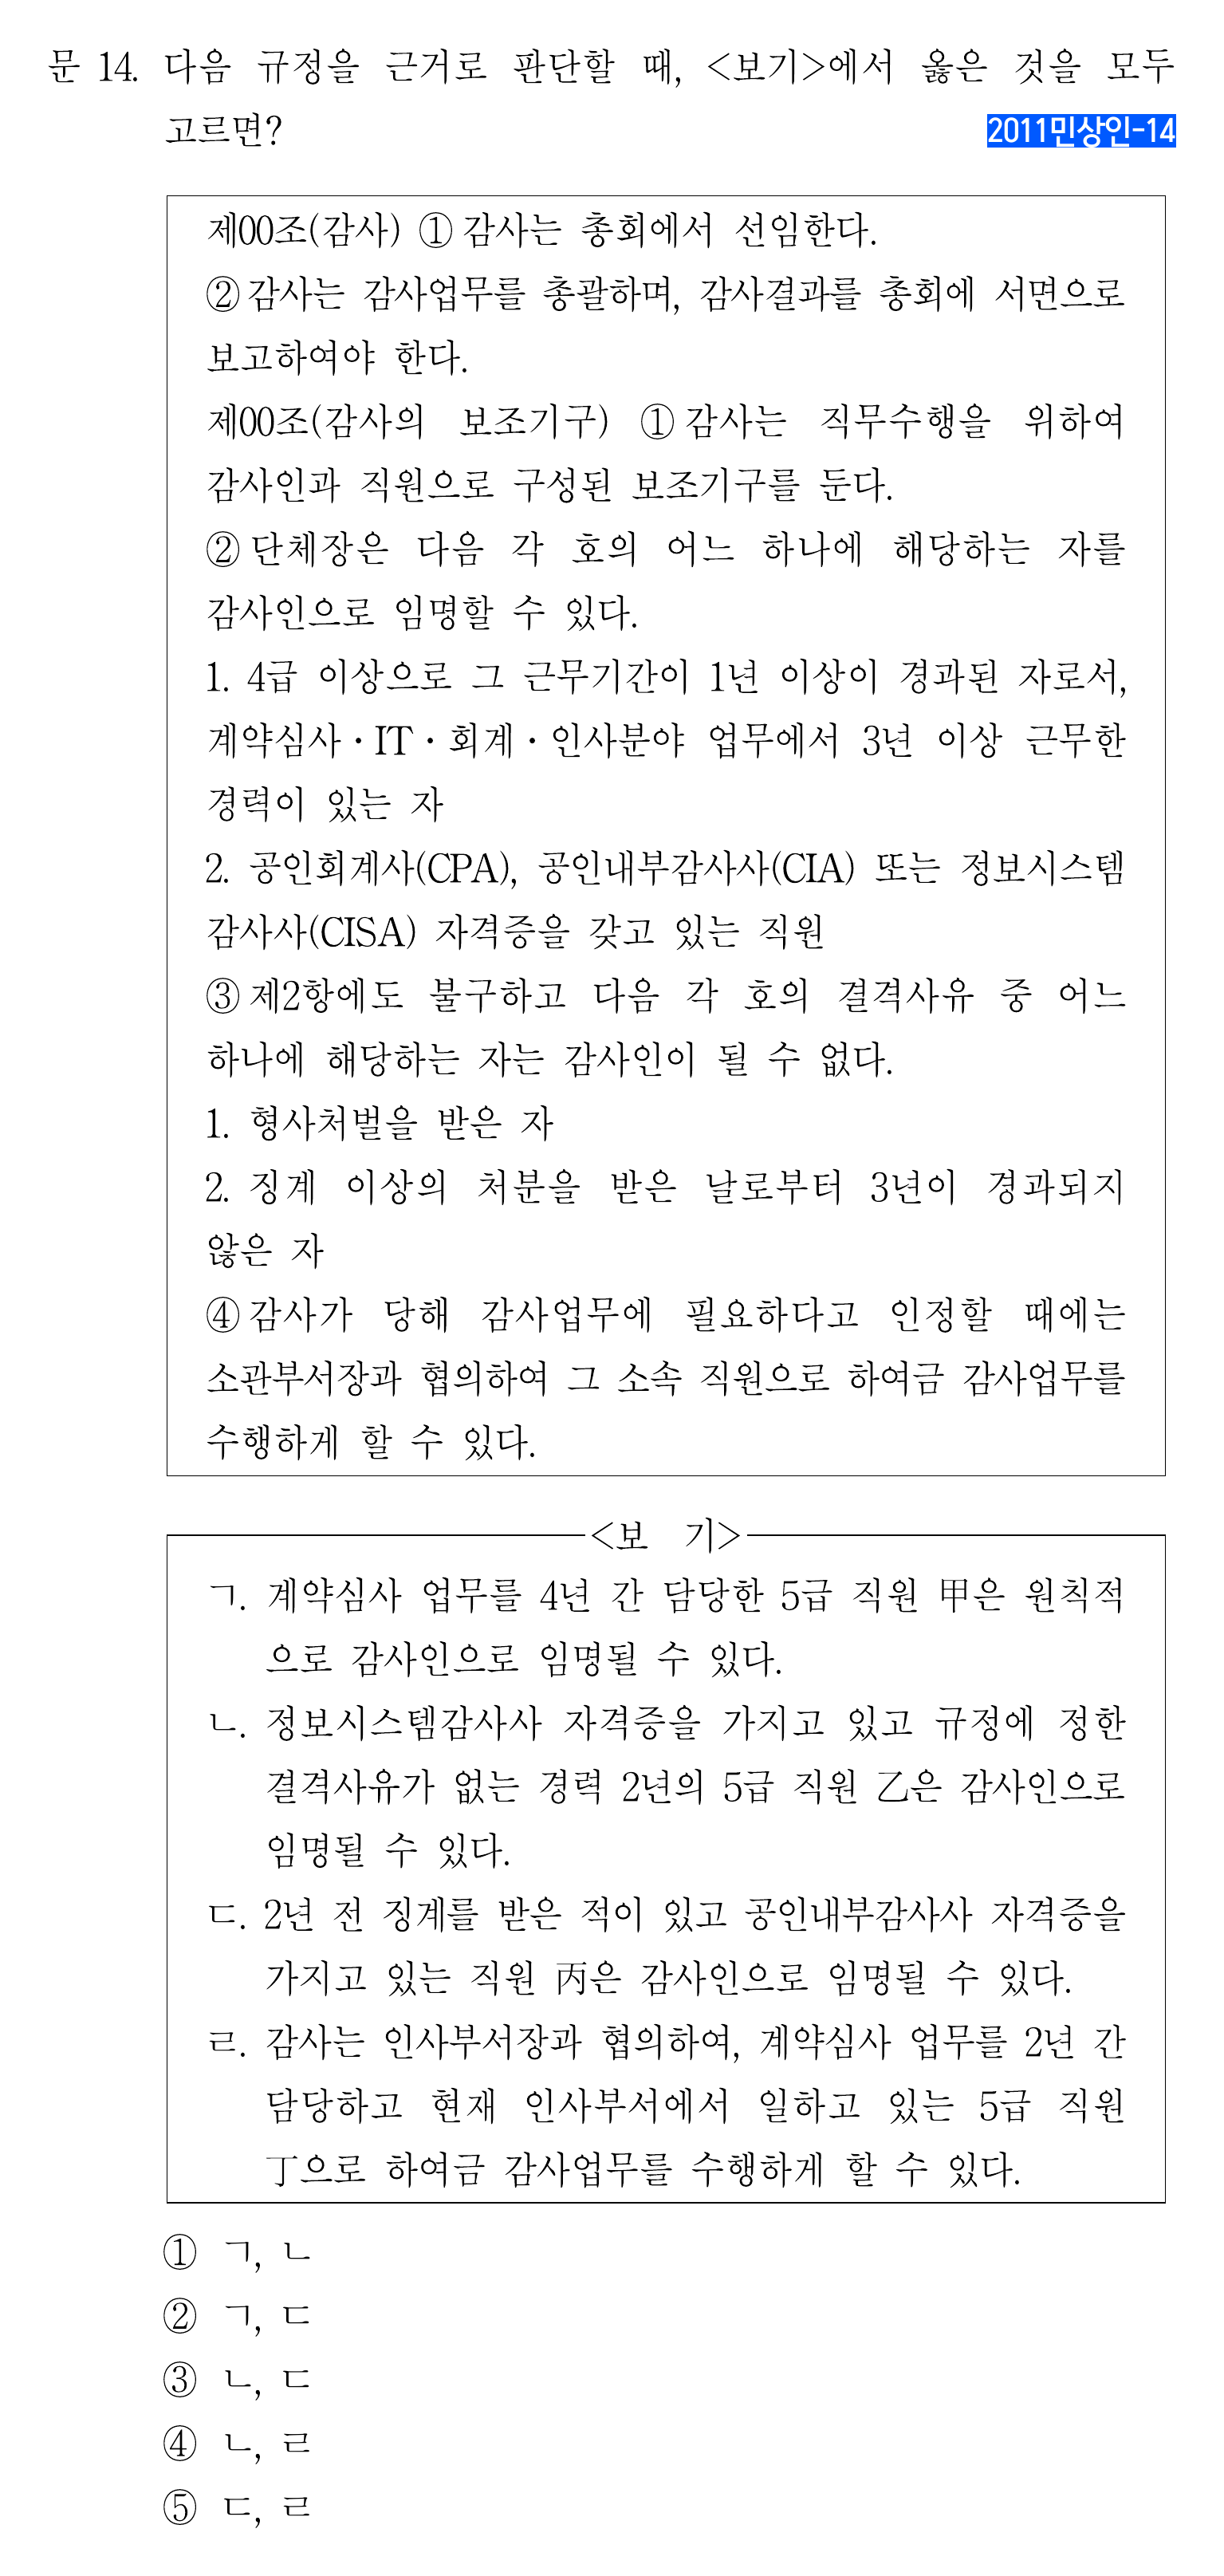 문 14. 다음 규정을 근거로 판단할 때, <보기>에서 옳은 것을 모두
고르면?
2011민상인-14
제00조(감사) ① 감사는 총회에서 선임한다.
② 감사는 감사업무를 총괄하며, 감사결과를 총회에 서면으로
보고하여야 한다.
제00조(감사의 보조기구) ① 감사는 직무수행을 위하여
감사인과 직원으로 구성된 보조기구를 둔다.
② 단체장은 다음 각 호의 어느 하나에 해당하는 자를
감사인으로 임명할 수 있다.
1. 4급 이상으로 그 근무기간이 1년 이상이 경과된 자로서,
계약심사・IT・회계・인사분야 업무에서 3년 이상 근무한
경력이 있는 자
2. 공인회계사(CPA), 공인내부감사사(CIA) 또는 정보시스템
감사사(CISA) 자격증을 갖고 있는 직원
③ 제2항에도 불구하고 다음 각 호의 결격사유 중 어느
하나에 해당하는 자는 감사인이 될 수 없다.
1. 형사처벌을 받은 자
2. 징계 이상의 처분을 받은 날로부터 3년이 경과되지
않은 자
④ 감사가 당해 감사업무에 필요하다고 인정할 때에는
소관부서장과 협의하여 그 소속 직원으로 하여금 감사업무를
수행하게 할 수 있다.
<보 기>
ㄱ. 계약심사 업무를 4년 간 담당한 5급 직원 甲은 원칙적
으로 감사인으로 임명될 수 있다.
ㄴ. 정보시스템감사사 자격증을 가지고 있고 규정에 정한
결격사유가 없는 경력 2년의 5급 직원 乙은 감사인으로
임명될 수 있다.
ㄷ. 2년 전 징계를 받은 적이 있고 공인내부감사사 자격증을
가지고 있는 직원 丙은 감사인으로 임명될 수 있다.
ㄹ. 감사는 인사부서장과 협의하여, 계약심사 업무를 2년 간
담당하고 현재 인사부서에서 일하고 있는 5급 직원
丁으로 하여금 감사업무를 수행하게 할 수 있다.
① ㄱ, ㄴ
② ㄱ, ㄷ
③ ㄴ, ㄷ
④ ㄴ, ㄹ
⑤ ㄷ, ㄹ